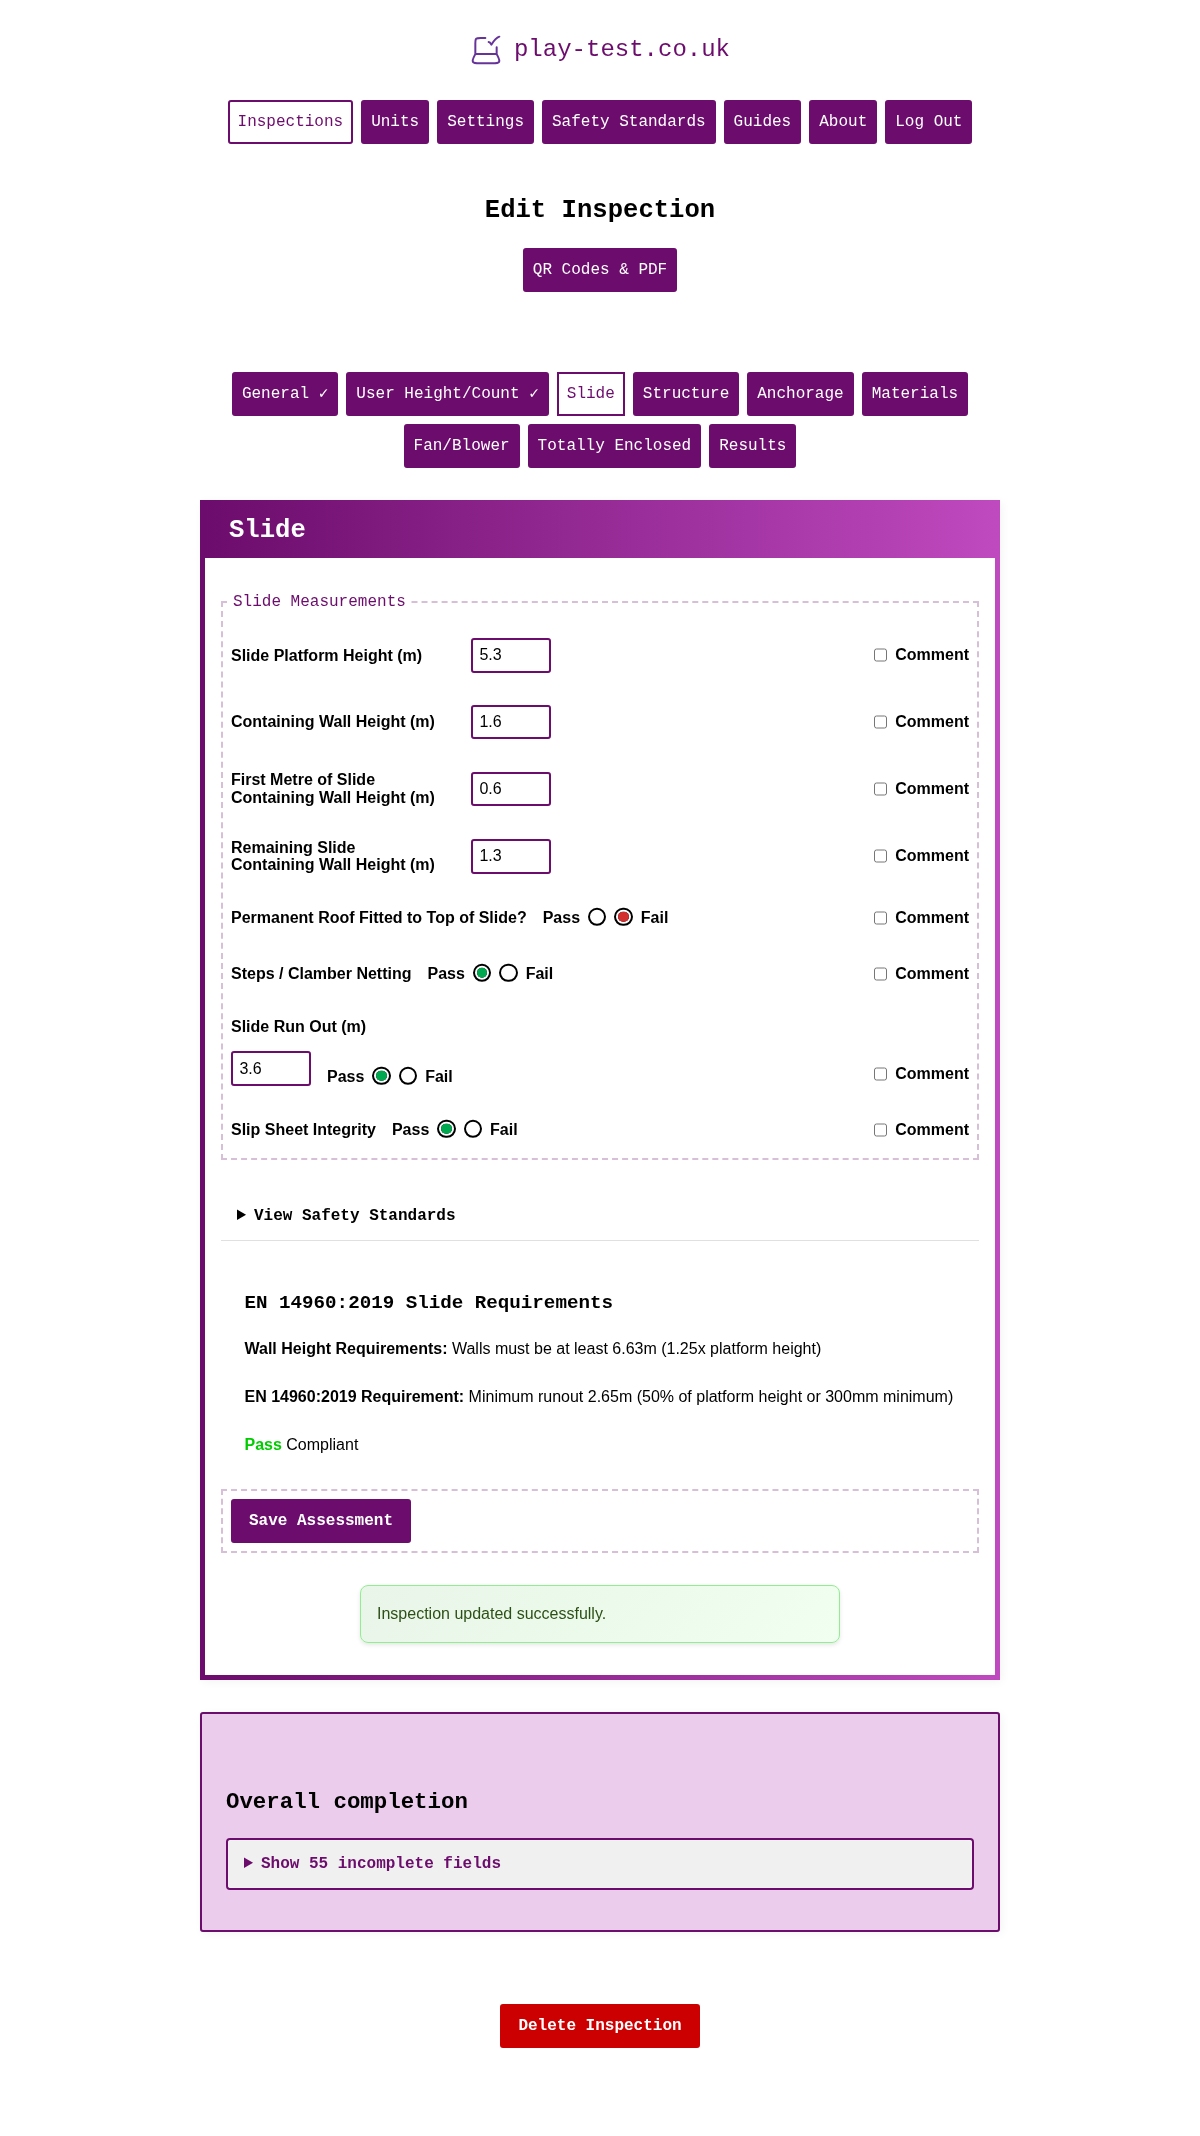 play-test.co.uk
Inspections Units Settings Safety Standards Guides About Log Out
Edit Inspection
QR Codes & PDF
General ✓ User Height/Count ✓ Slide Structure Anchorage Materials
Fan/Blower Totally Enclosed Results
Slide
Slide Measurements
Slide Platform Height (m) 5.3 Comment
Containing Wall Height (m) 1.6 Comment
First Metre of Slide
Containing Wall Height (m) 0.6 Comment
Remaining Slide
Containing Wall Height (m) 1.3 Comment
Permanent Roof Fitted to Top of Slide? Pass Fail Comment
Steps / Clamber Netting Pass Fail Comment
Slide Run Out (m)
3.6 Pass Fail Comment
Slip Sheet Integrity Pass Fail Comment
View Safety Standards
EN 14960:2019 Slide Requirements
Wall Height Requirements: Walls must be at least 6.63m (1.25x platform height)
EN 14960:2019 Requirement: Minimum runout 2.65m (50% of platform height or 300mm minimum)
Pass Compliant
Save Assessment
Inspection updated successfully.
Overall completion
Show 55 incomplete fields
Delete Inspection